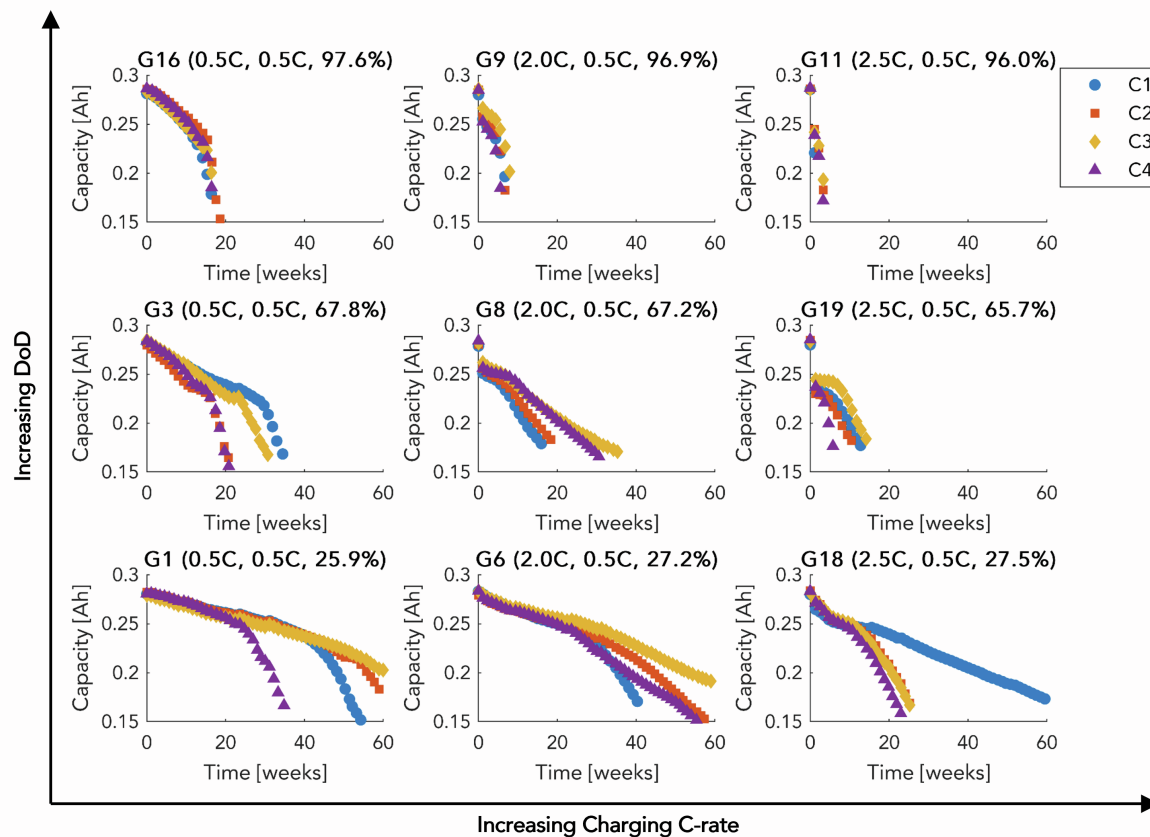 G16 (0.5C, 0.5C, 97.6%)
G9 (2.0C, 0.5C, 96.9%)
G11 (2.5C, 0.5C, 96.0%)
C1
C2
C3
C4
Capacity [Ah]
0.3
0.25
0.2
0.15
0 20 40 60
Time [weeks]
Capacity [Ah]
0.3
0.25
0.2
0.15
0 20 40 60
Time [weeks]
Capacity [Ah]
0.3
0.25
0.2
0.15
0 20 40 60
Time [weeks]
G3 (0.5C, 0.5C, 67.8%)
G8 (2.0C, 0.5C, 67.2%)
G19 (2.5C, 0.5C, 65.7%)
Capacity [Ah]
0.3
0.25
0.2
0.15
0 20 40 60
Time [weeks]
Capacity [Ah]
0.3
0.25
0.2
0.15
0 20 40 60
Time [weeks]
Capacity [Ah]
0.3
0.25
0.2
0.15
0 20 40 60
Time [weeks]
G1 (0.5C, 0.5C, 25.9%)
G6 (2.0C, 0.5C, 27.2%)
G18 (2.5C, 0.5C, 27.5%)
Capacity [Ah]
0.3
0.25
0.2
0.15
0 20 40 60
Time [weeks]
Capacity [Ah]
0.3
0.25
0.2
0.15
0 20 40 60
Time [weeks]
Capacity [Ah]
0.3
0.25
0.2
0.15
0 20 40 60
Time [weeks]
Increasing DoD
Increasing Charging C-rate